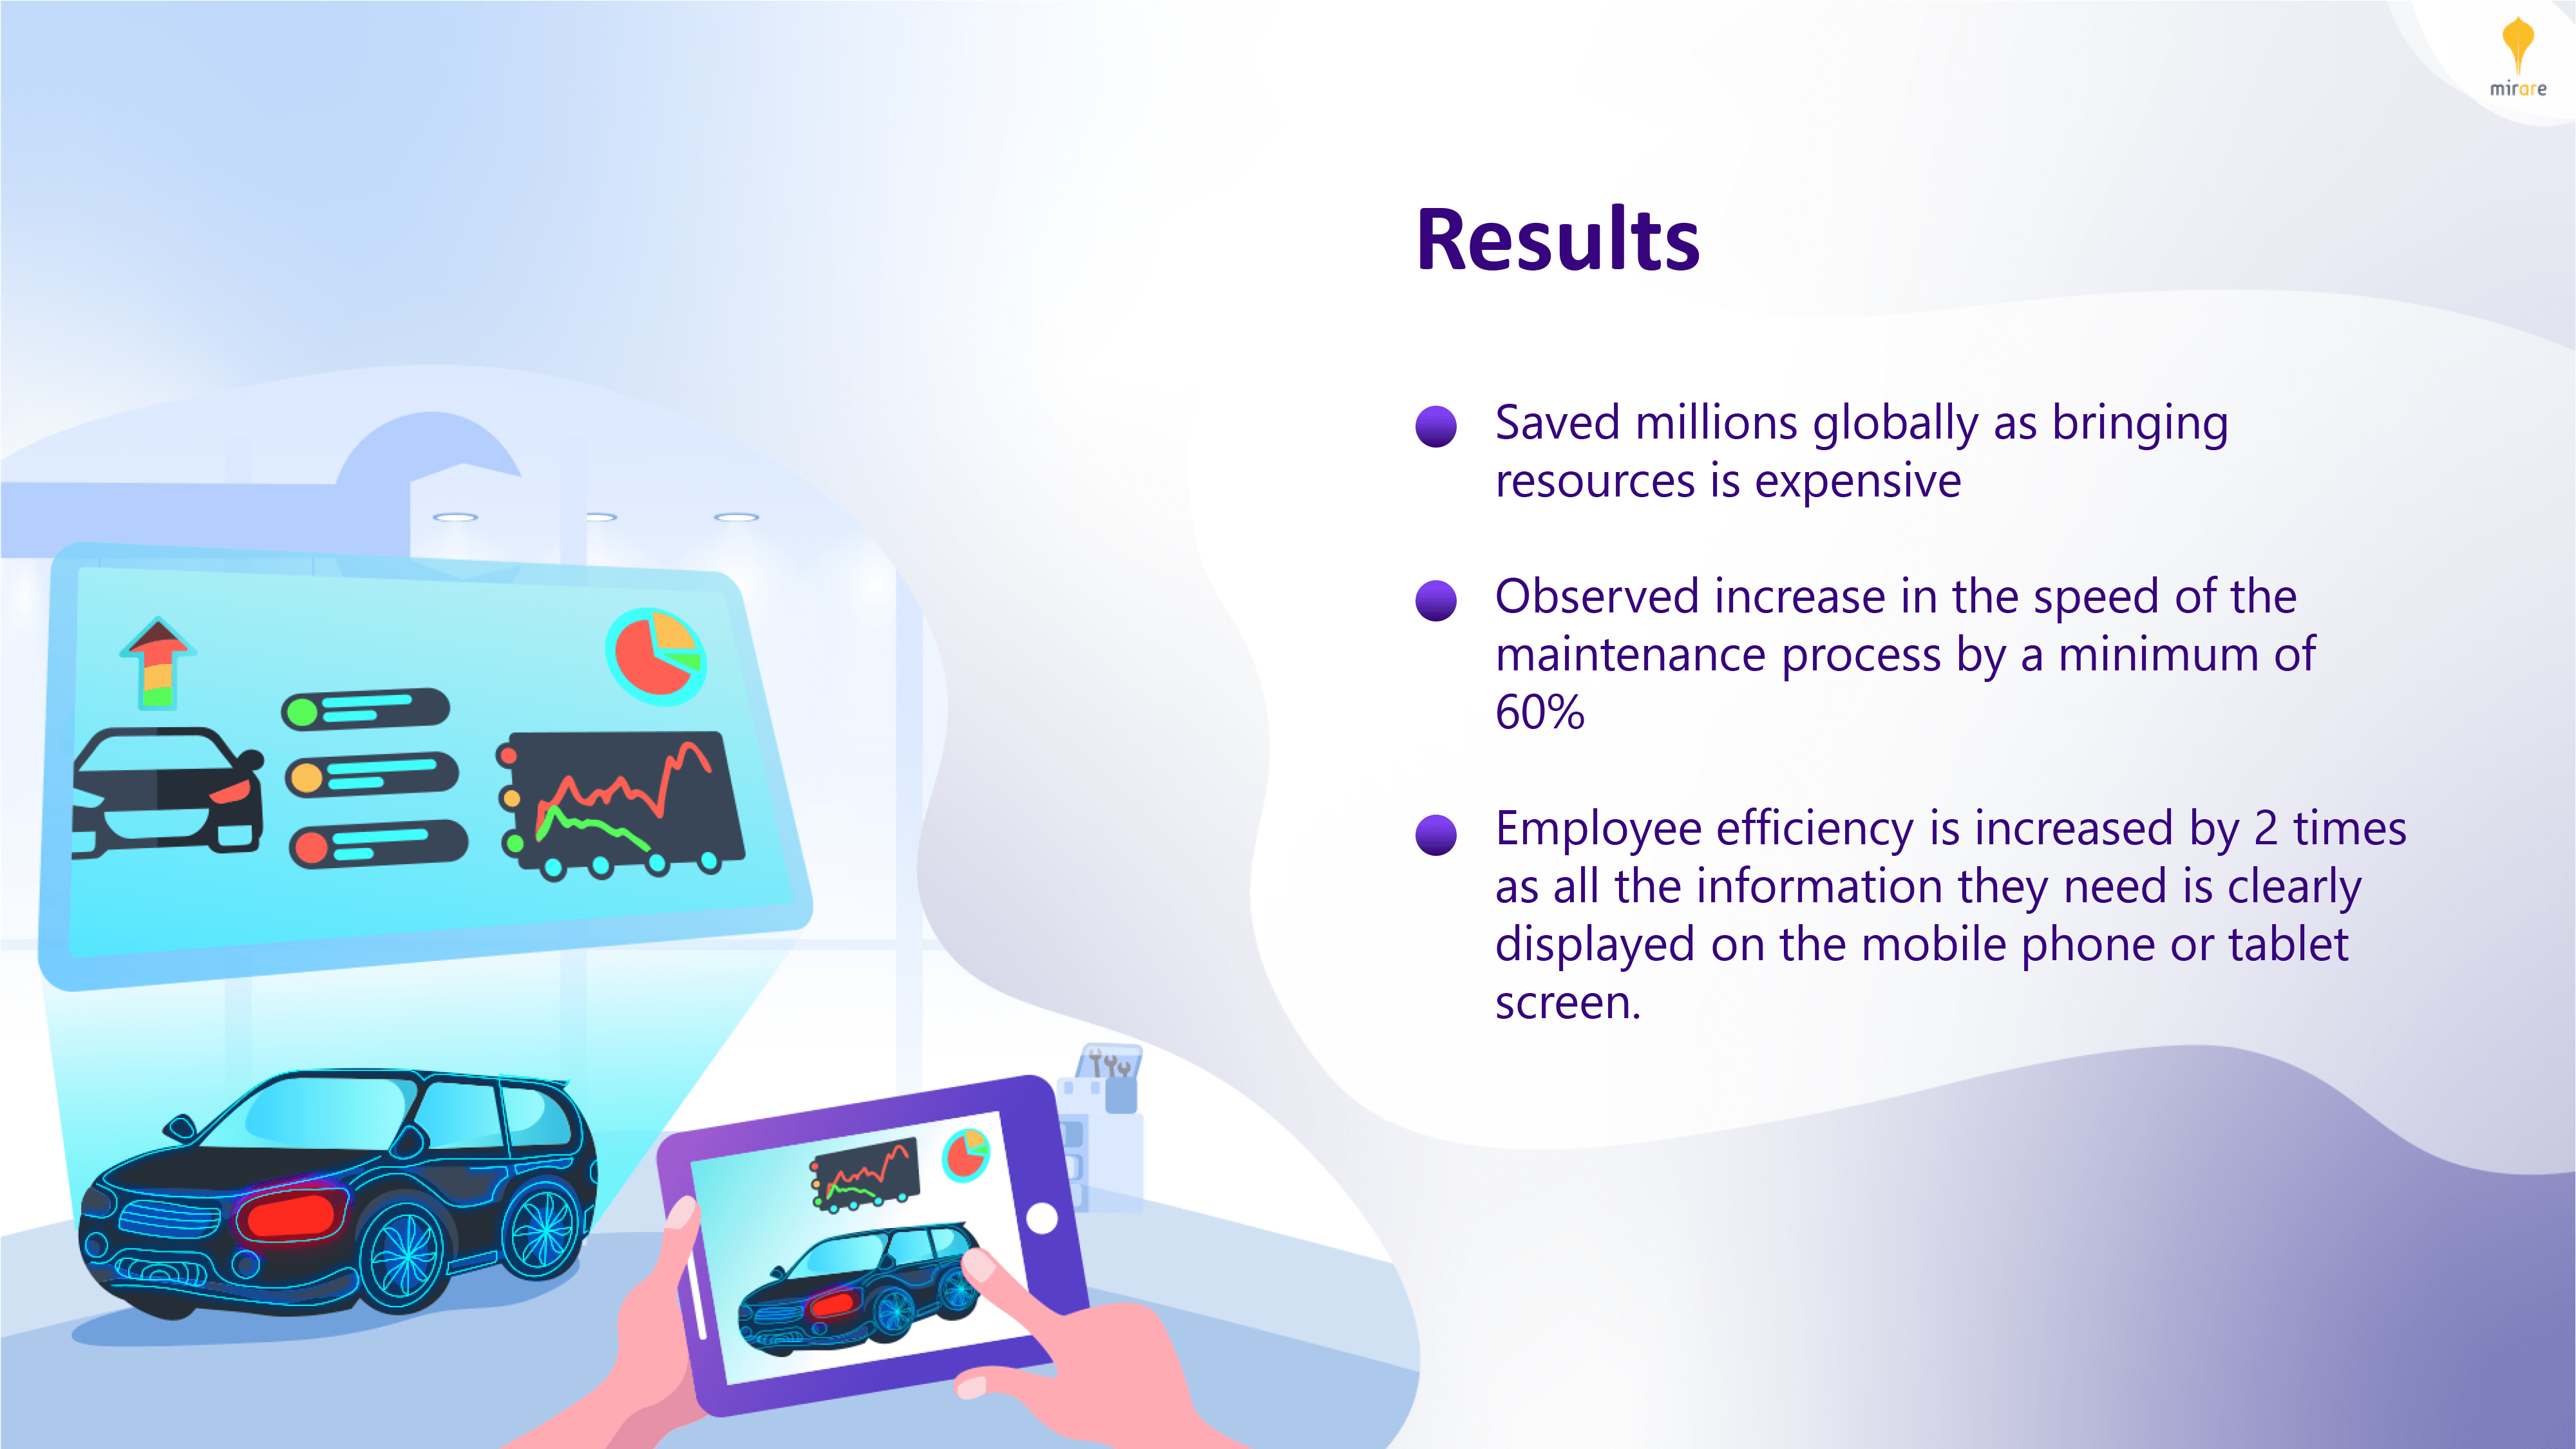 mirare
Results
Saved millions globally as bringing
resources is expensive
Observed increase in the speed of the
maintenance process by a minimum of
60%
Employee efficiency is increased by 2 times
as all the information they need is clearly
displayed on the mobile phone or tablet
screen.